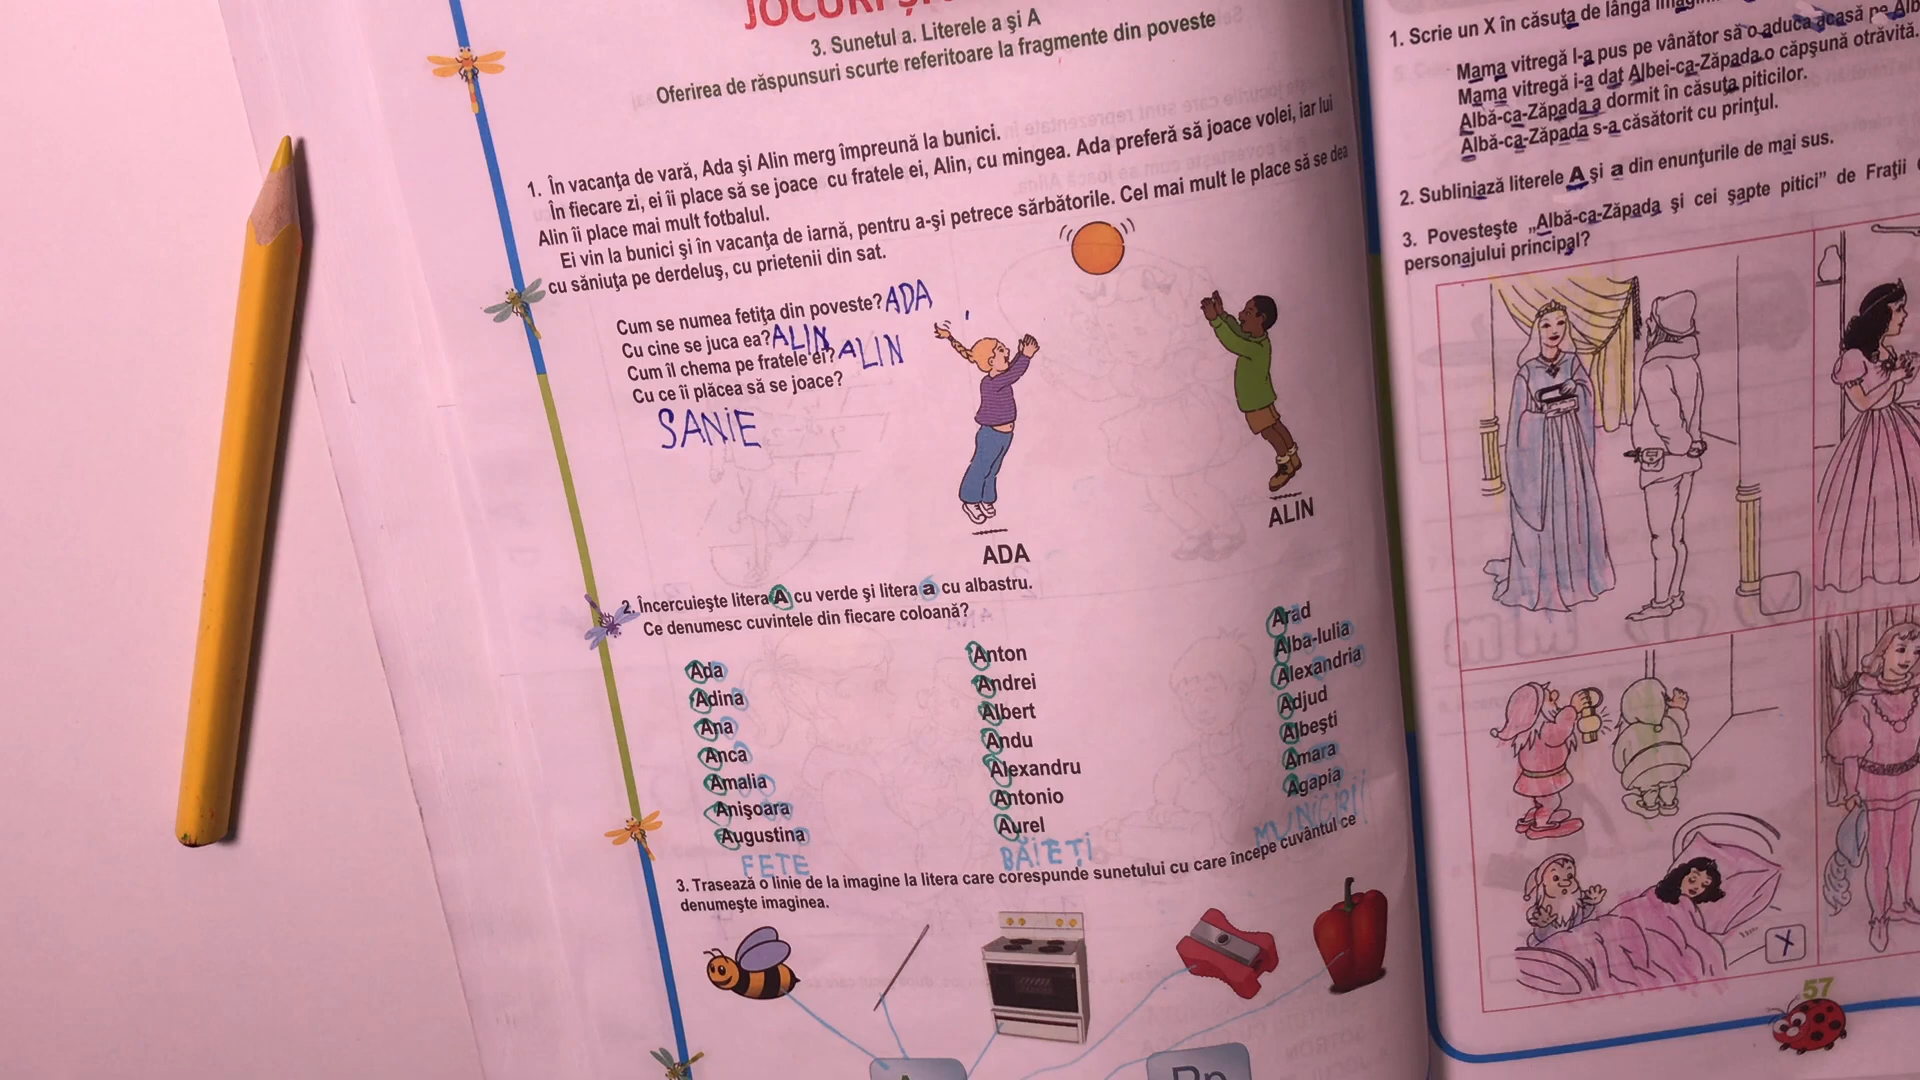 JOCURI ȘI
3. Sunetul a. Literele a și A
Oferirea de răspunsuri scurte referitoare la fragmente din poveste
1. În vacanța de vară, Ada și Alin merg împreună la bunici.
În fiecare zi, ei îi place să se joace cu fratele ei, Alin, cu mingea. Ada preferă să joace volei, iar lui
Alin îi place mai mult fotbalul.
Ei vin la bunici și în vacanța de iarnă, pentru a-și petrece sărbătorile. Cel mai mult le place să se dea
cu săniuța pe derdeluș, cu prietenii din sat.
Cum se numea fetița din poveste? ADA
Cu cine se juca ea? ALIN
Cum îl chema pe fratele ei? ALIN
Cu ce îi plăcea să se joace?
SANIE
ADA
ALIN
2. Încercuiește litera A cu verde și litera a cu albastru.
Ce denumesc cuvintele din fiecare coloană?
Ada
Adina
Ana
Anca
Amalia
Anișoara
Augustina
FETE
Anton
Andrei
Albert
Andu
Alexandru
Antonio
Aurel
BĂIEȚI
Arad
Alba-Iulia
Alexandria
Adjud
Albești
Amara
Agapia
3. Trasează o linie de la imagine la litera care corespunde sunetului cu care începe cuvântul ce
denumește imaginea.
1. Scrie un X în căsuța de lângă
Mama vitregă l-a pus pe vânător să o aducă acasă pe Alb
Mama vitregă i-a dat Albei-ca-Zăpada o căpșună otrăvită.
Albă-ca-Zăpada a dormit în căsuța piticilor.
Albă-ca-Zăpada s-a căsătorit cu prințul.
2. Subliniază literele A și a din enunțurile de mai sus.
3. Povestește „Albă-ca-Zăpada și cei șapte pitici” de Frații
personajului principal?
X
57